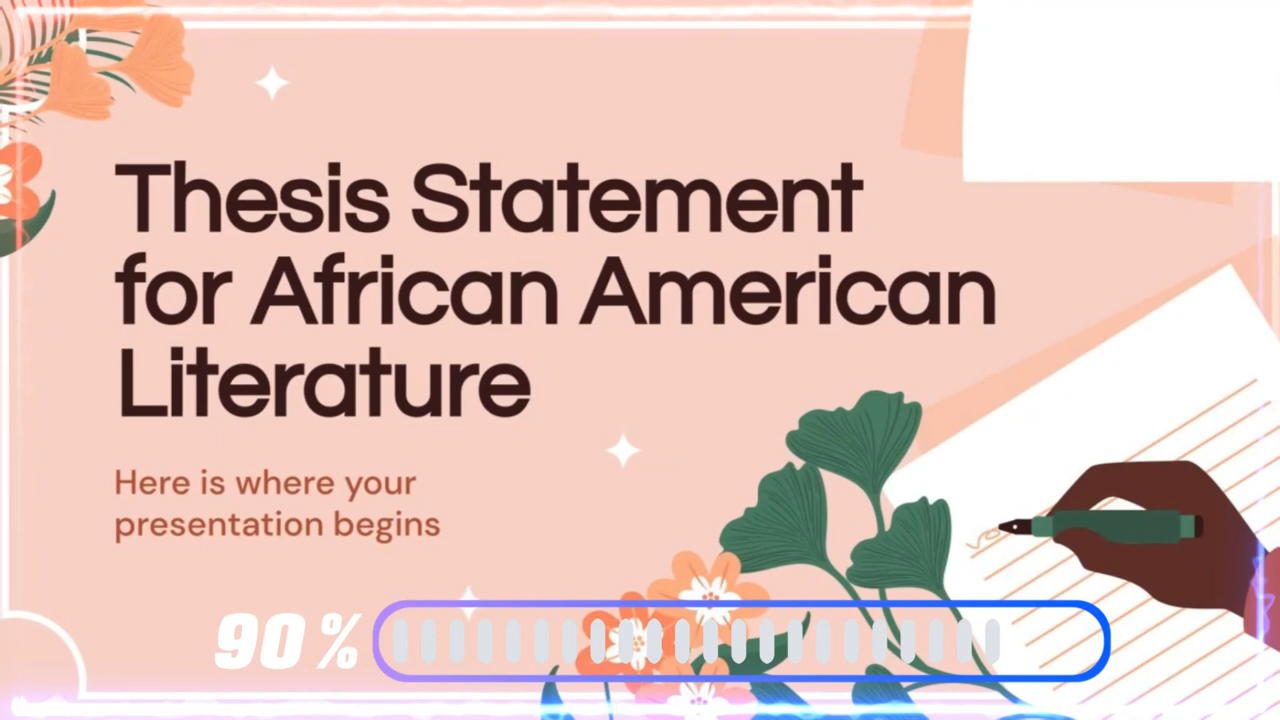 Thesis Statement
for African American
Literature
Here is where your
presentation begins
90%